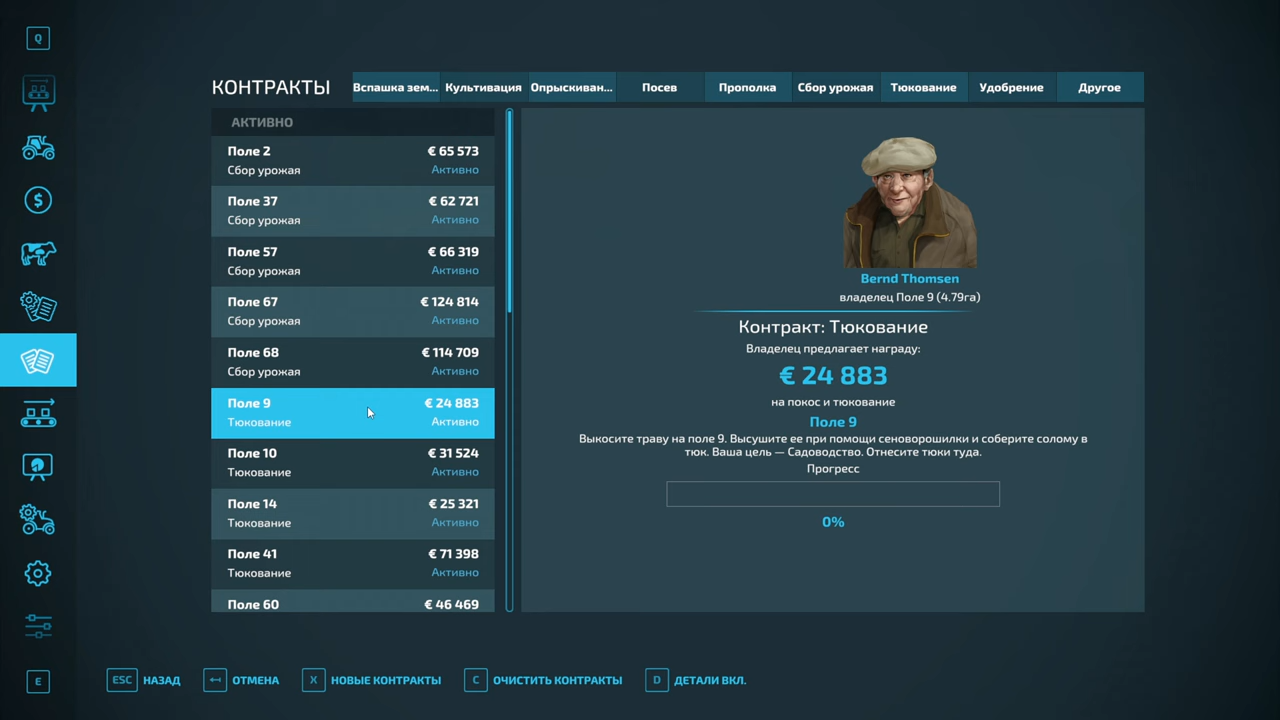 Q
КОНТРАКТЫ
Вспашка зем...
Культивация
Опрыскиван...
Посев
Прополка
Сбор урожая
Тюкование
Удобрение
Другое
АКТИВНО
Поле 2 € 65 573
Сбор урожая Активно
Поле 37 € 62 721
Сбор урожая Активно
Поле 57 € 66 319
Сбор урожая Активно
Поле 67 € 124 814
Сбор урожая Активно
Поле 68 € 114 709
Сбор урожая Активно
Поле 9 € 24 883
Тюкование Активно
Поле 10 € 31 524
Тюкование Активно
Поле 14 € 25 321
Тюкование Активно
Поле 41 € 71 398
Тюкование Активно
Поле 60 € 46 469
Bernd Thomsen
владелец Поле 9 (4.79га)
Контракт: Тюкование
Владелец предлагает награду:
€ 24 883
на покос и тюкование
Поле 9
Выкосите траву на поле 9. Высушите ее при помощи сеноворошилки и соберите солому в
тюк. Ваша цель — Садоводство. Отнесите тюки туда.
Прогресс
0%
E
ESC НАЗАД
ОТМЕНА
X НОВЫЕ КОНТРАКТЫ
C ОЧИСТИТЬ КОНТРАКТЫ
D ДЕТАЛИ ВКЛ.